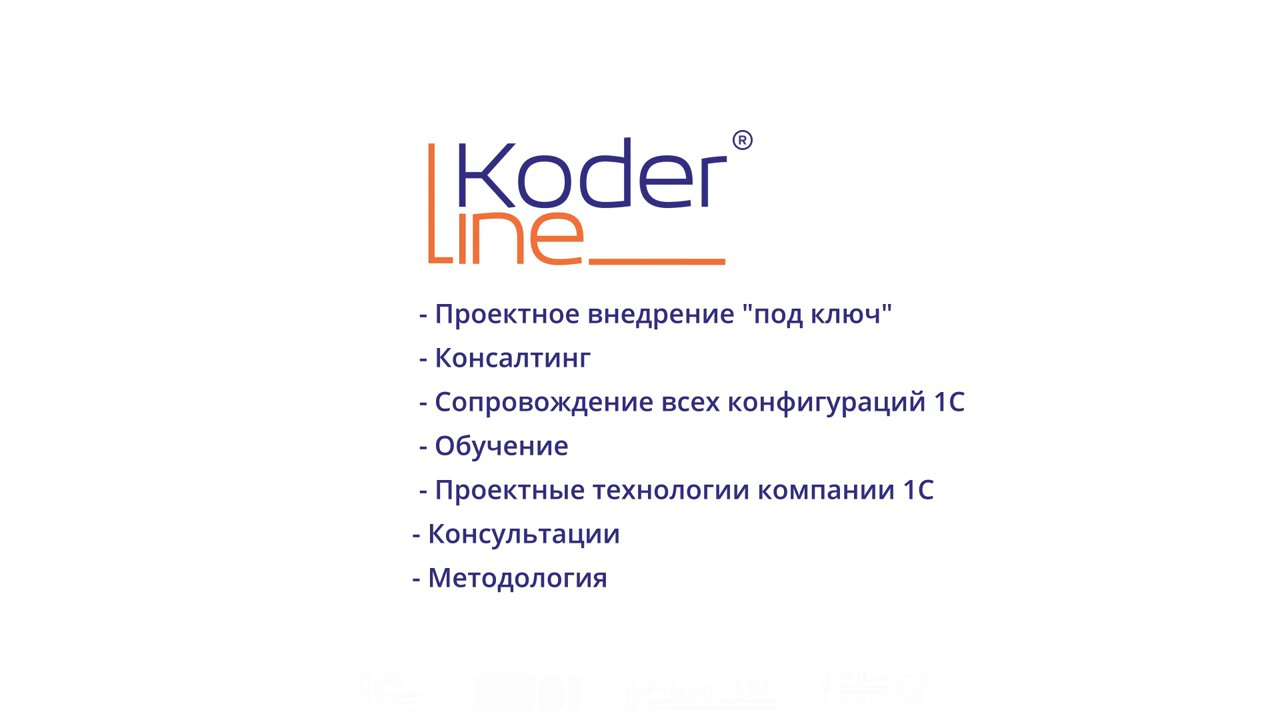 Koder ®
Line
- Проектное внедрение "под ключ"
- Консалтинг
- Сопровождение всех конфигураций 1С
- Обучение
- Проектные технологии компании 1С
- Консультации
- Методология